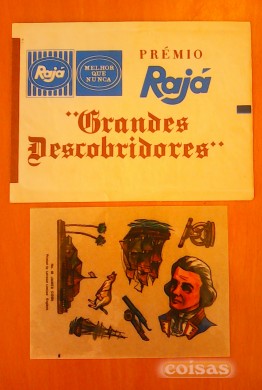 Rajá
MELHOR
QUE
NUNCA
PRÉMIO
Rajá
"Grandes
Descobridores"
coisas